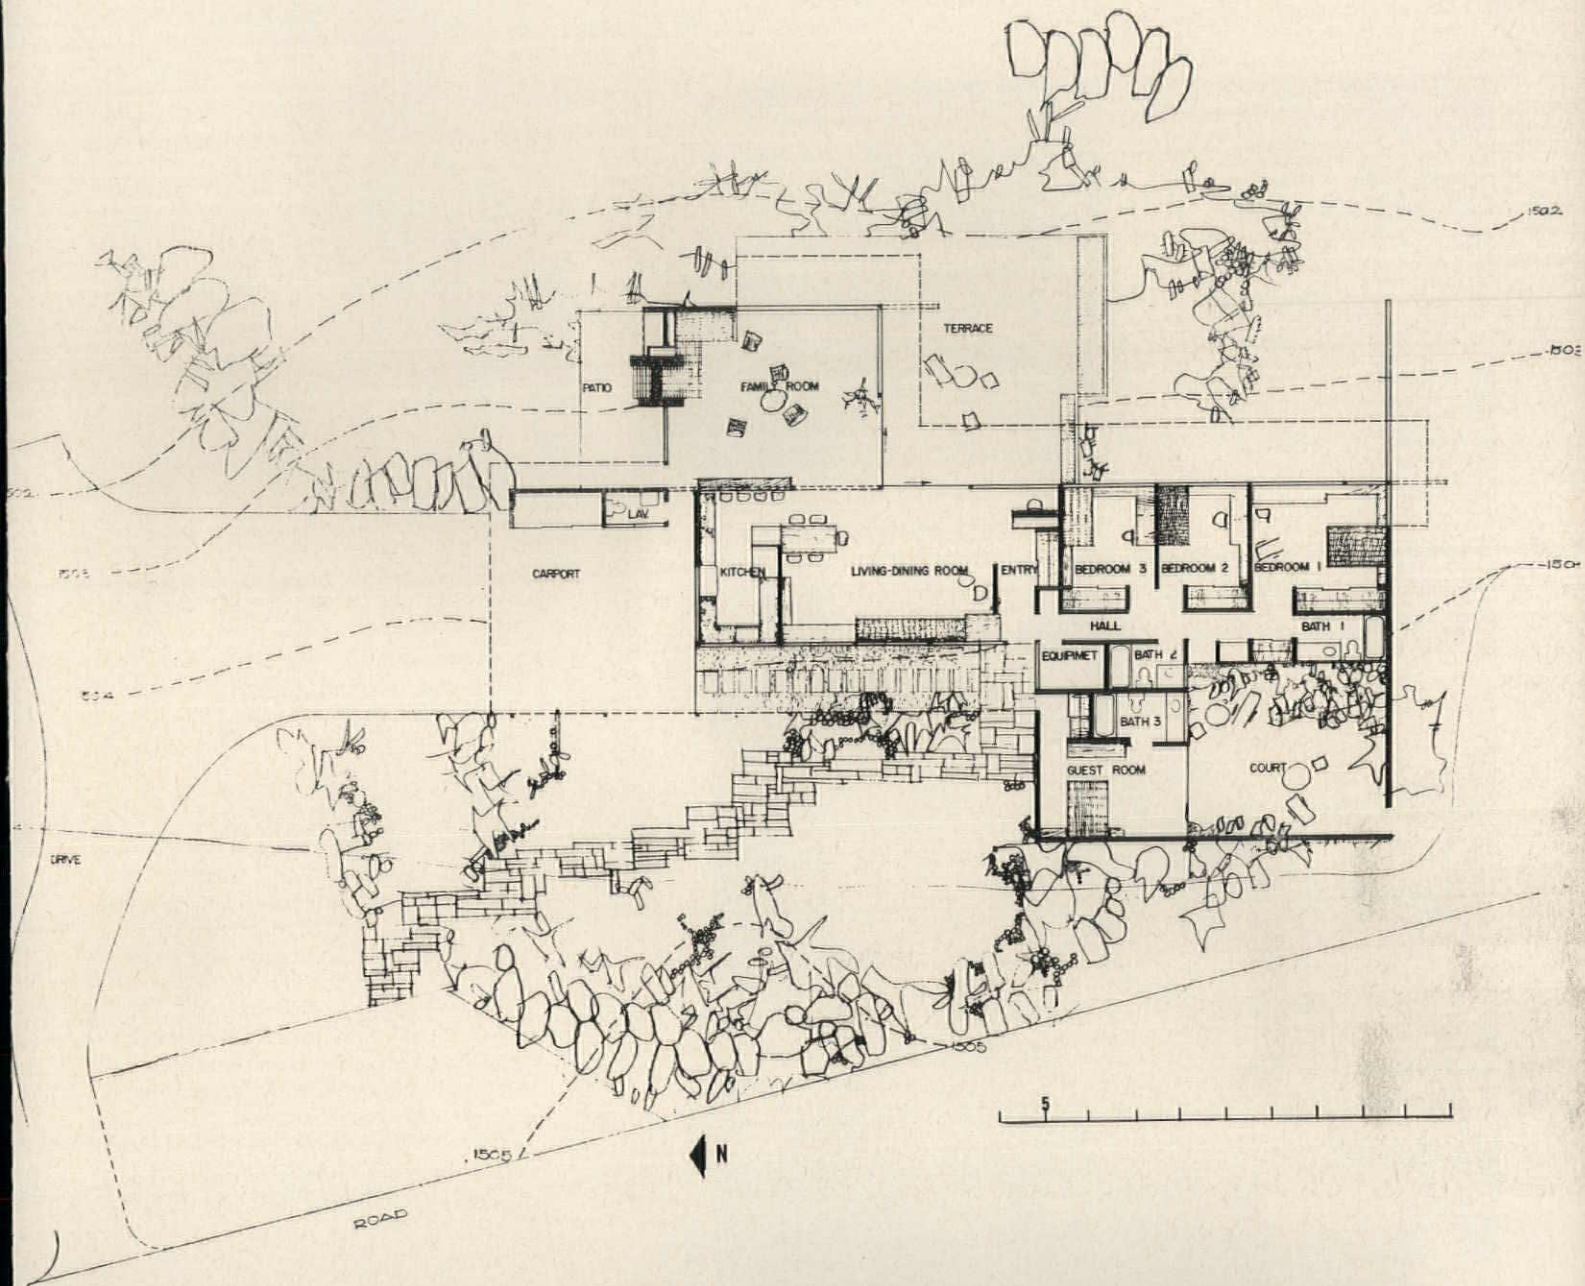 1502
TERRACE
PATIO
FAMILY ROOM
LAV.
CARPORT
KITCHEN
LIVING-DINING ROOM
ENTRY
BEDROOM 3
BEDROOM 2
BEDROOM 1
HALL
BATH 1
EQUIPMET
BATH 2
BATH 3
GUEST ROOM
COURT
DRIVE
1505
5
1505
N
ROAD